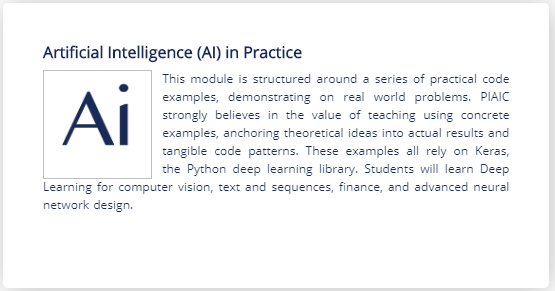 Artificial Intelligence (AI) in Practice
Ai
This module is structured around a series of practical code
examples, demonstrating on real world problems. PIAIC
strongly believes in the value of teaching using concrete
examples, anchoring theoretical ideas into actual results and
tangible code patterns. These examples all rely on Keras,
the Python deep learning library. Students will learn Deep
Learning for computer vision, text and sequences, finance, and advanced neural
network design.